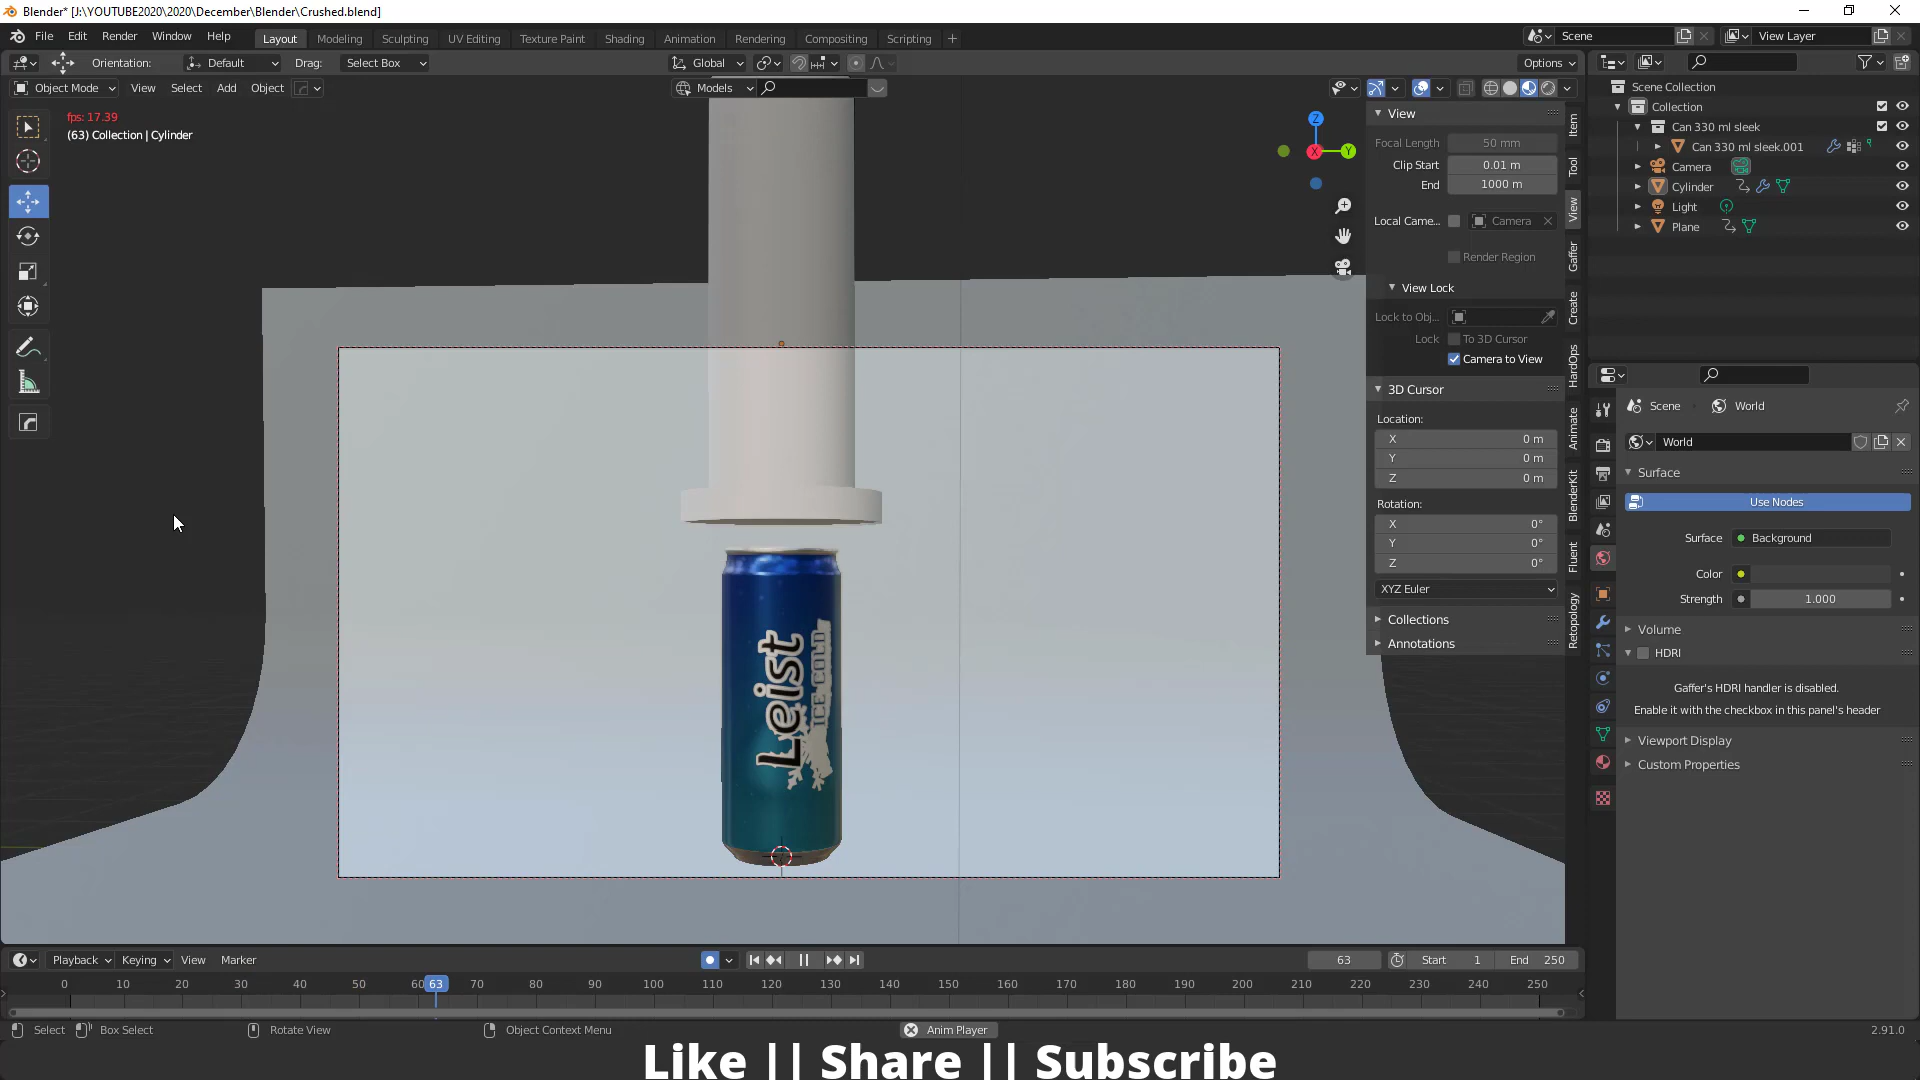 Blender* [J:\YOUTUBE2020\2020\December\Blender\Crushed.blend]
File Edit Render Window Help Layout Modeling Sculpting UV Editing Texture Paint Shading Animation Rendering Compositing Scripting + Scene View Layer
Orientation: Default Drag: Select Box Global Options
Object Mode View Select Add Object Models
fps: 17.39
(63) Collection | Cylinder
Z
X
Y
View
Focal Length 50 mm
Clip Start 0.01 m
End 1000 m
Local Came... Camera
Render Region
View Lock
Lock to Obj...
Lock To 3D Cursor
Camera to View
3D Cursor
Location:
X 0 m
Y 0 m
Z 0 m
Rotation:
X 0°
Y 0°
Z 0°
XYZ Euler
Collections
Annotations
Item
Tool
View
Gaffer
Create
HardOps
Animate
BlenderKit
Fluent
Retopology
Scene Collection
Collection
Can 330 ml sleek
Can 330 ml sleek.001
Camera
Cylinder
Light
Plane
Scene World
World
Surface
Use Nodes
Surface Background
Color
Strength 1.000
Volume
HDRI
Gaffer's HDRI handler is disabled.
Enable it with the checkbox in this panel's header
Viewport Display
Custom Properties
Leist
ICE COLD
Playback Keying View Marker 63 Start 1 End 250
0 10 20 30 40 50 60 63 70 80 90 100 110 120 130 140 150 160 170 180 190 200 210 220 230 240 250
Select Box Select Rotate View Object Context Menu Anim Player 2.91.0
Like || Share || Subscribe